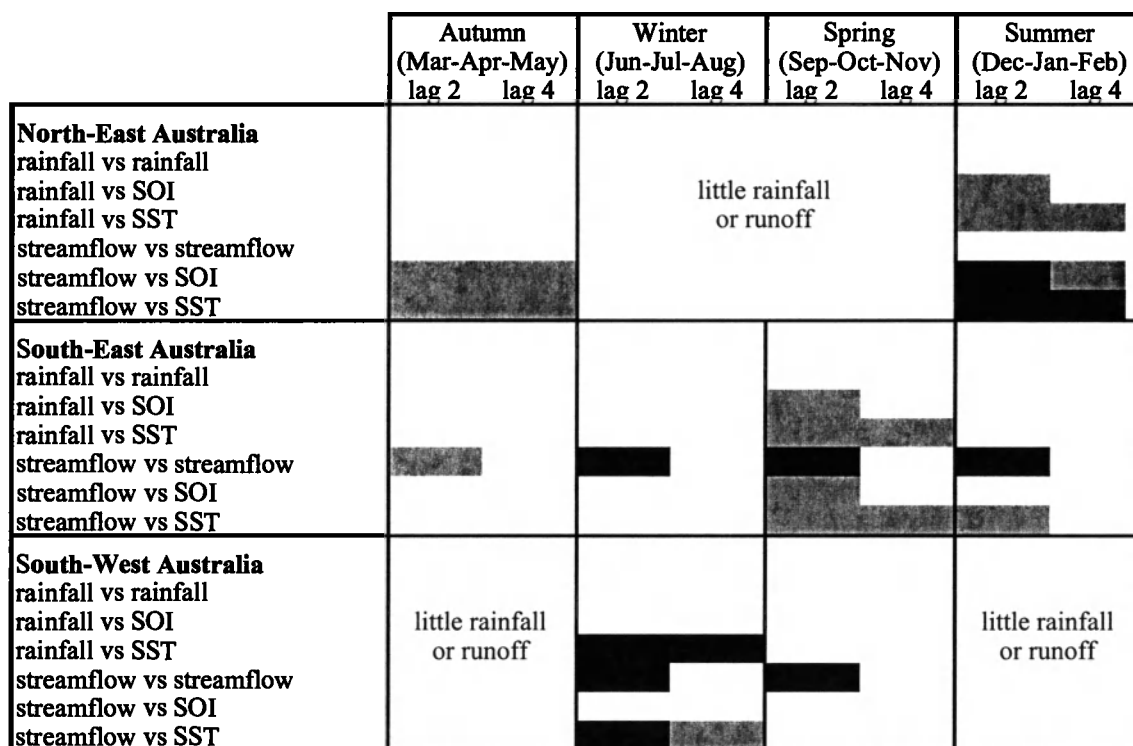 Autumn Winter Spring Summer
(Mar-Apr-May) (Jun-Jul-Aug) (Sep-Oct-Nov) (Dec-Jan-Feb)
lag 2 lag 4 lag 2 lag 4 lag 2 lag 4 lag 2 lag 4
North-East Australia
rainfall vs rainfall
rainfall vs SOI
rainfall vs SST
streamflow vs streamflow
streamflow vs SOI
streamflow vs SST
little rainfall
or runoff
South-East Australia
rainfall vs rainfall
rainfall vs SOI
rainfall vs SST
streamflow vs streamflow
streamflow vs SOI
streamflow vs SST
South-West Australia
rainfall vs rainfall
rainfall vs SOI
rainfall vs SST
streamflow vs streamflow
streamflow vs SOI
streamflow vs SST
little rainfall
or runoff
little rainfall
or runoff